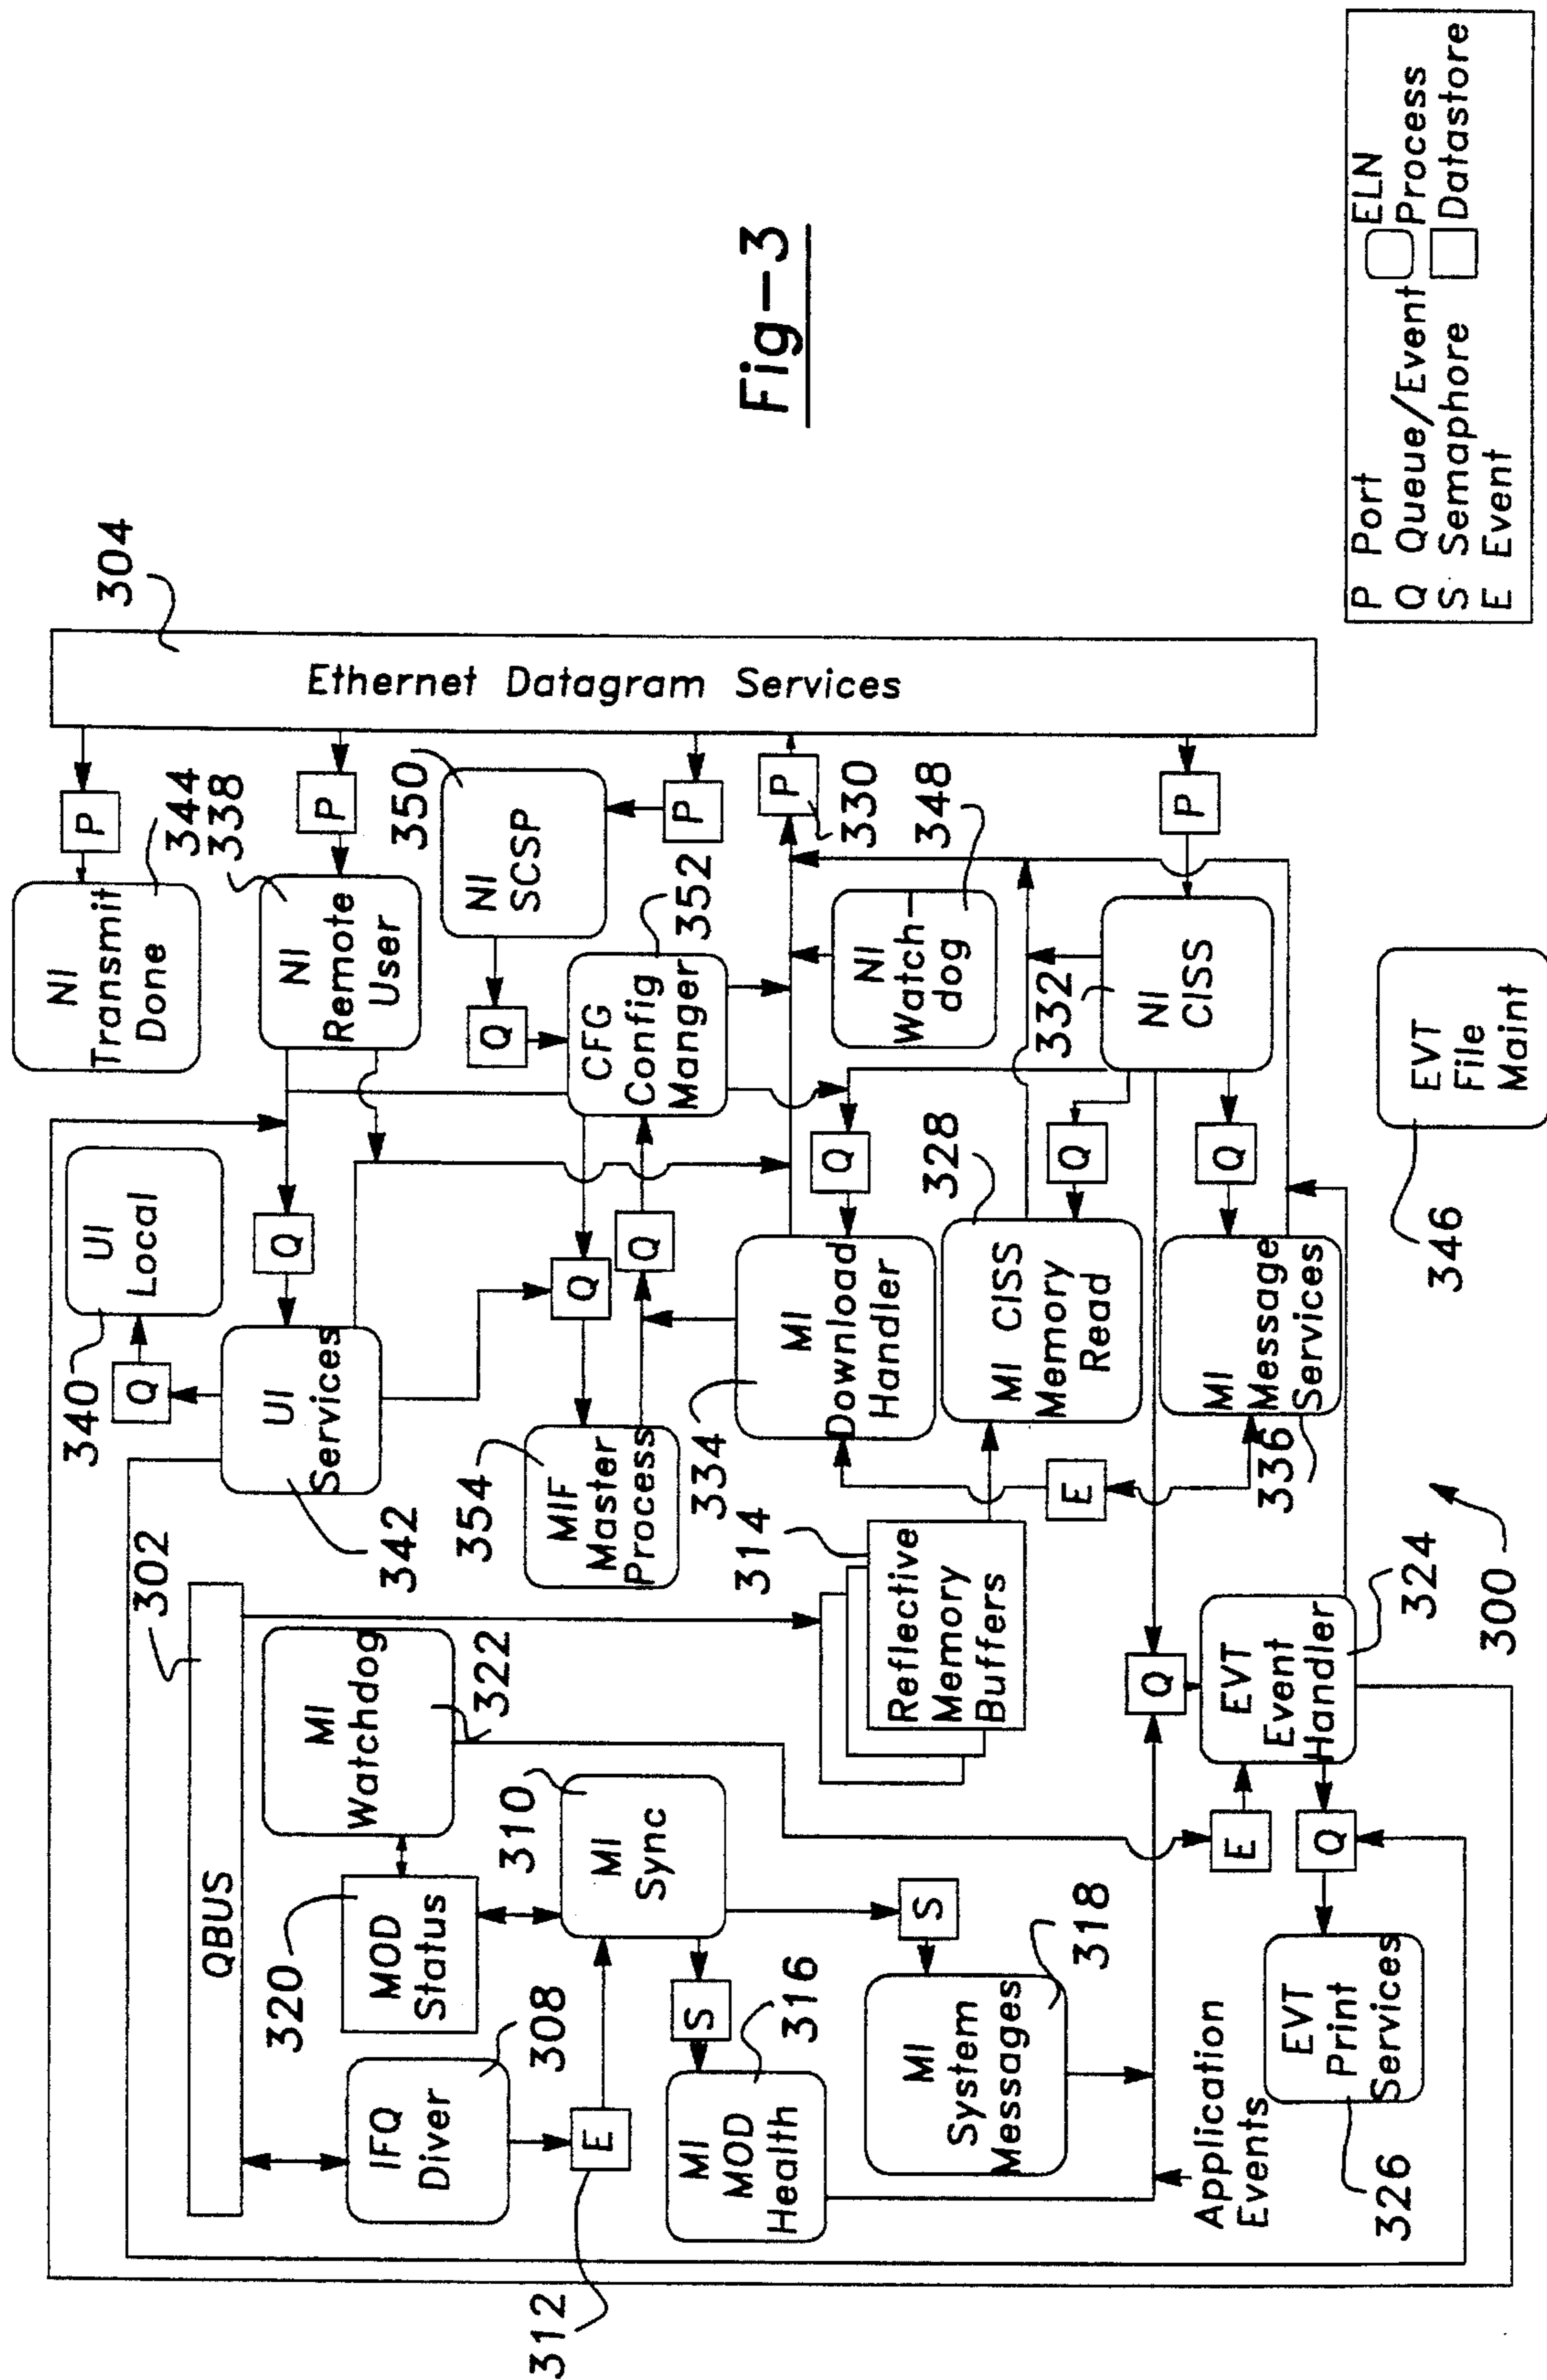 302
QBUS
304
Ethernet Datagram Services
320
MOD
Status
MI
Watchdog
322
IFQ
Diver
308
E
312
310
MI
Sync
S
MI
MOD
Health
316
S
MI
System
Messages
318
Application
Events
340
UI
Local
Q
UI
Services
342
Q
NI
Transmit
Done
344
P
NI
Remote
User
338
P
NI
SCSP
350
P
Q
CFG
Config
Manger
352
Q
Q
MIF
Master
Process
354
P
330
NI
Watch-
dog
348
MI
Download
Handler
334
Q
314
Reflective
Memory
Buffers
MI CISS
Memory
Read
328
Q
NI
CISS
332
P
E
MI
Message
Services
336
Q
Q
EVT
Event
Handler
324
E
Q
EVT
Print
Services
326
EVT
File
Maint
346
300
Fig-3
P Port
Q Queue/Event
S Semaphore
E Event
ELN
Process
Datastore